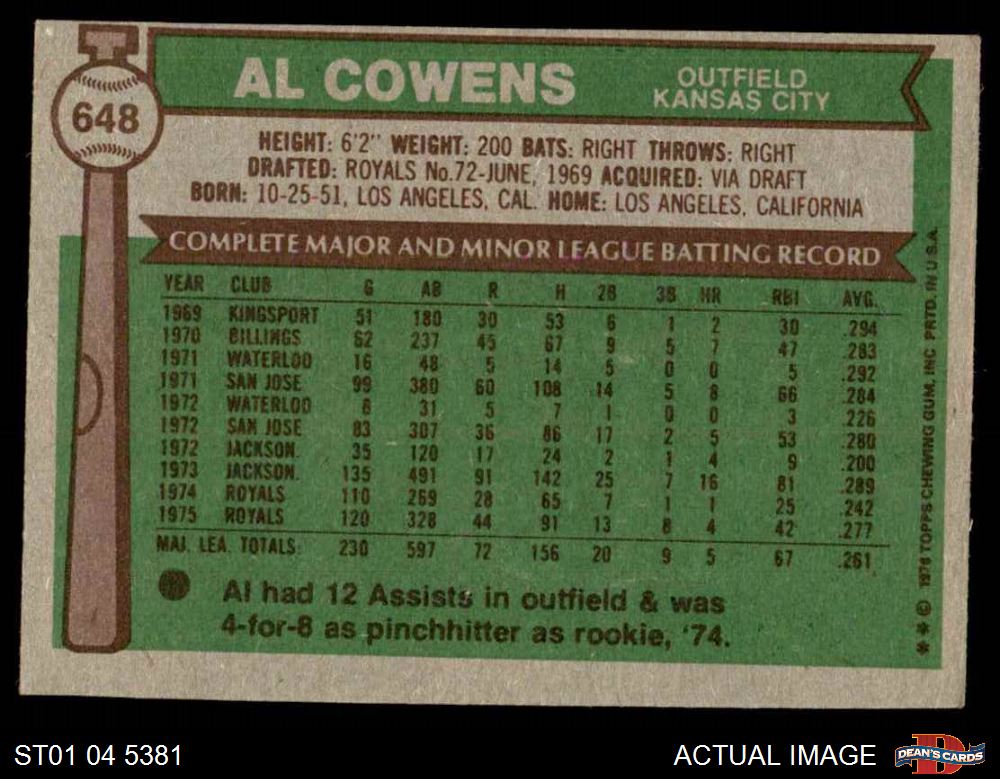 648
AL COWENS
OUTFIELD
KANSAS CITY
HEIGHT: 6'2" WEIGHT: 200 BATS: RIGHT THROWS: RIGHT
DRAFTED: ROYALS No.72-JUNE, 1969 ACQUIRED: VIA DRAFT
BORN: 10-25-51, LOS ANGELES, CAL. HOME: LOS ANGELES, CALIFORNIA
COMPLETE MAJOR AND MINOR LEAGUE BATTING RECORD
YEAR CLUB G AB R H 2B 3B HR RBI AVG.
1969 KINGSPORT 51 180 30 53 6 1 2 30 .294
1970 BILLINGS 62 237 45 67 9 5 7 47 .283
1971 WATERLOO 16 48 5 14 5 0 0 5 .292
1971 SAN JOSE 99 380 60 108 14 5 8 66 .284
1972 WATERLOO 8 31 5 7 1 0 0 3 .226
1972 SAN JOSE 83 307 36 86 17 2 5 53 .280
1972 JACKSON. 35 120 17 24 2 1 4 9 .200
1973 JACKSON. 135 491 91 142 25 7 16 81 .289
1974 ROYALS 110 269 28 65 7 1 1 25 .242
1975 ROYALS 120 328 44 91 13 8 4 42 .277
MAJ. LEA. TOTALS 230 597 72 156 20 9 5 67 .261
Al had 12 Assists in outfield & was
4-for-8 as pinchhitter as rookie, '74.
* * © 1976 TOPPS CHEWING GUM, INC PRTD. IN U.S.A.
ST01 04 5381
ACTUAL IMAGE
D
DEAN'S CARDS